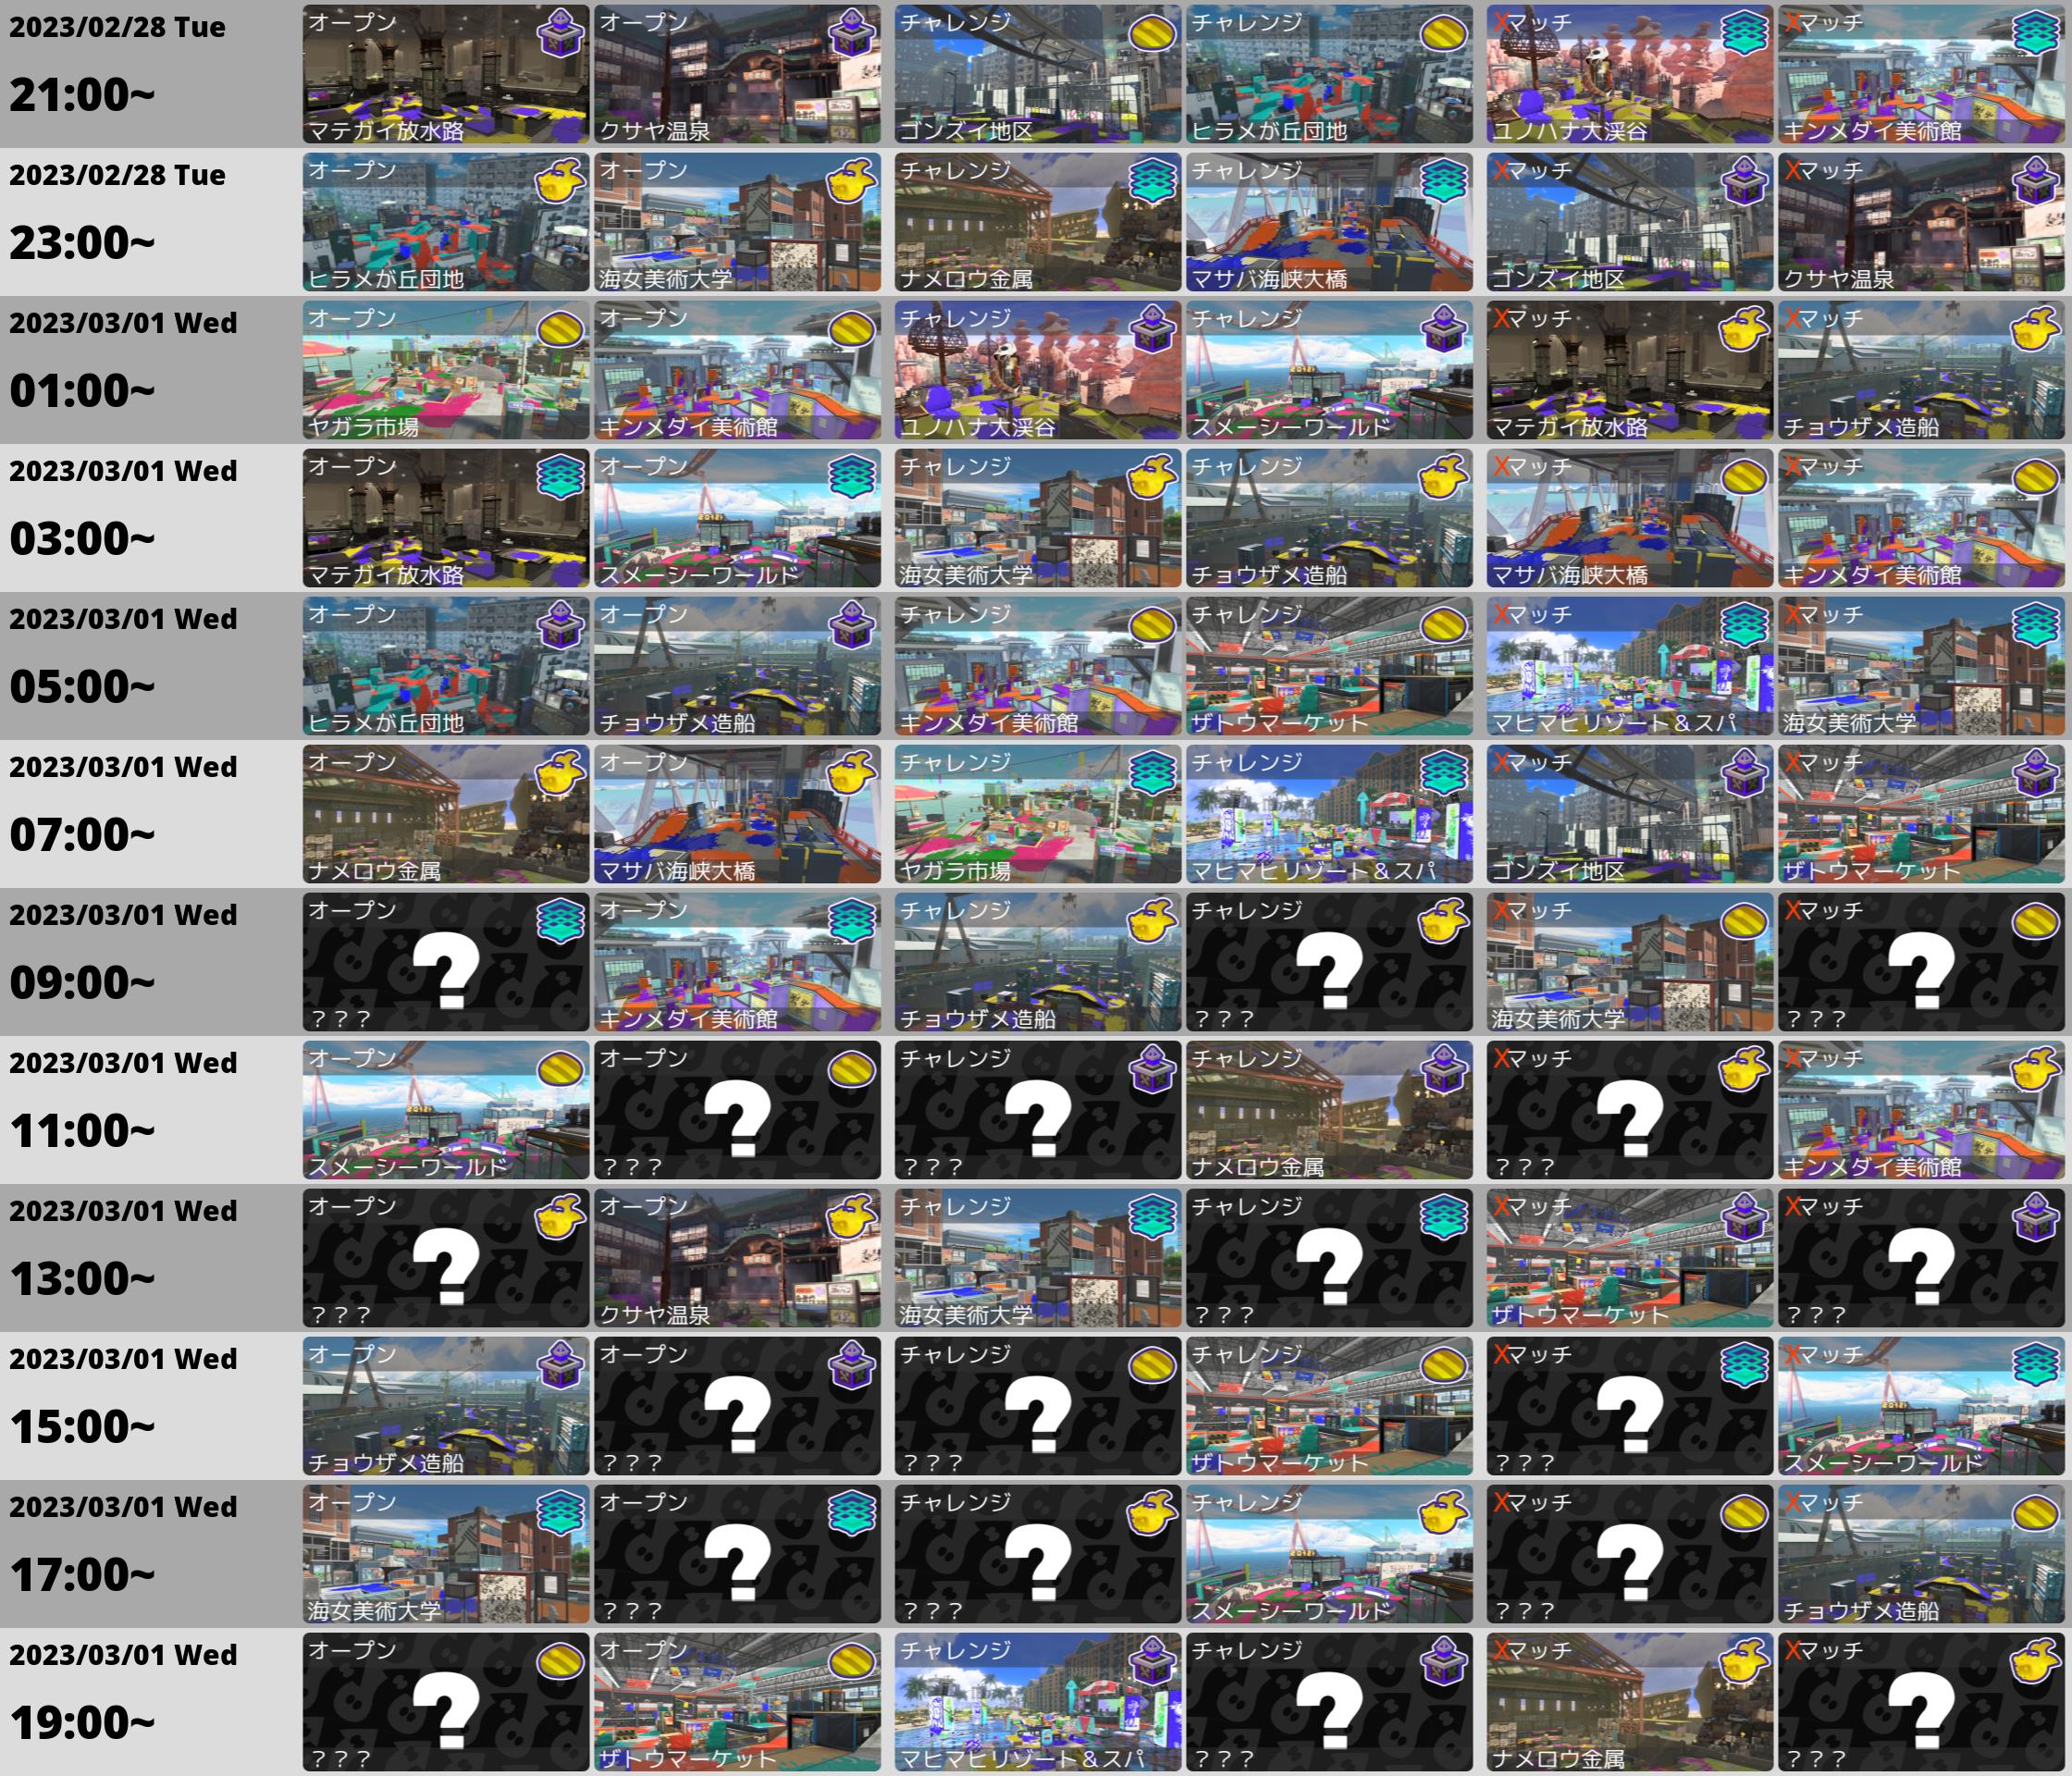 2023/02/28 Tue
21:00~
オープン
マテガイ放水路
オープン
クサヤ温泉
チャレンジ
ゴンズイ地区
チャレンジ
ヒラメが丘団地
Xマッチ
ユノハナ大渓谷
Xマッチ
キンメダイ美術館
2023/02/28 Tue
23:00~
オープン
ヒラメが丘団地
オープン
海女美術大学
チャレンジ
ナメロウ金属
チャレンジ
マサバ海峡大橋
Xマッチ
ゴンズイ地区
Xマッチ
クサヤ温泉
2023/03/01 Wed
01:00~
オープン
ヤガラ市場
オープン
キンメダイ美術館
チャレンジ
ユノハナ大渓谷
チャレンジ
スメーシーワールド
Xマッチ
マテガイ放水路
Xマッチ
チョウザメ造船
2023/03/01 Wed
03:00~
オープン
マテガイ放水路
オープン
スメーシーワールド
チャレンジ
海女美術大学
チャレンジ
チョウザメ造船
Xマッチ
マサバ海峡大橋
Xマッチ
キンメダイ美術館
2023/03/01 Wed
05:00~
オープン
ヒラメが丘団地
オープン
チョウザメ造船
チャレンジ
キンメダイ美術館
チャレンジ
ザトウマーケット
Xマッチ
マヒマヒリゾート＆スパ
Xマッチ
海女美術大学
2023/03/01 Wed
07:00~
オープン
ナメロウ金属
オープン
マサバ海峡大橋
チャレンジ
ヤガラ市場
チャレンジ
マヒマヒリゾート＆スパ
Xマッチ
ゴンズイ地区
Xマッチ
ザトウマーケット
2023/03/01 Wed
09:00~
オープン
?
？？？
オープン
キンメダイ美術館
チャレンジ
チョウザメ造船
チャレンジ
?
？？？
Xマッチ
海女美術大学
Xマッチ
?
？？？
2023/03/01 Wed
11:00~
オープン
スメーシーワールド
オープン
?
？？？
チャレンジ
?
？？？
チャレンジ
ナメロウ金属
Xマッチ
?
？？？
Xマッチ
キンメダイ美術館
2023/03/01 Wed
13:00~
オープン
?
？？？
オープン
クサヤ温泉
チャレンジ
海女美術大学
チャレンジ
?
？？？
Xマッチ
ザトウマーケット
Xマッチ
?
？？？
2023/03/01 Wed
15:00~
オープン
チョウザメ造船
オープン
?
？？？
チャレンジ
?
？？？
チャレンジ
ザトウマーケット
Xマッチ
?
？？？
Xマッチ
スメーシーワールド
2023/03/01 Wed
17:00~
オープン
海女美術大学
オープン
?
？？？
チャレンジ
?
？？？
チャレンジ
スメーシーワールド
Xマッチ
?
？？？
Xマッチ
チョウザメ造船
2023/03/01 Wed
19:00~
オープン
?
？？？
オープン
ザトウマーケット
チャレンジ
マヒマヒリゾート＆スパ
チャレンジ
?
？？？
Xマッチ
ナメロウ金属
Xマッチ
?
？？？